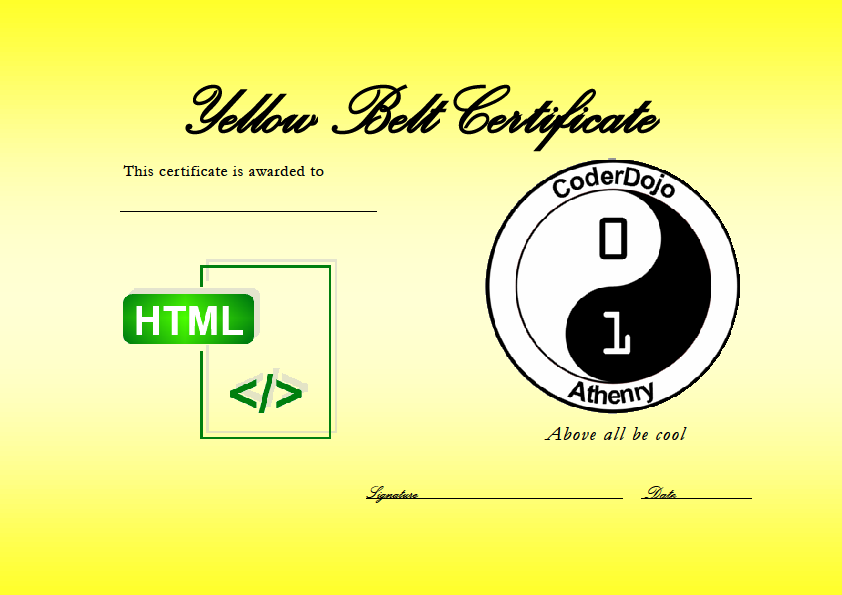 Yellow Belt Certificate
This certificate is awarded to
CoderDojo
0
1
Athenry
HTML
</>
Above all be cool
Signature
Date